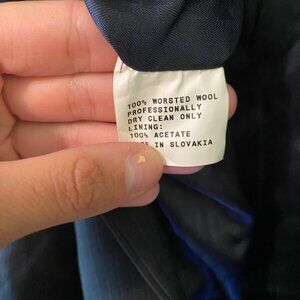 100% WORSTED WOOL
PROFESSIONALLY
DRY CLEAN ONLY
LINING:
100% ACETATE
IN SLOVAKIA